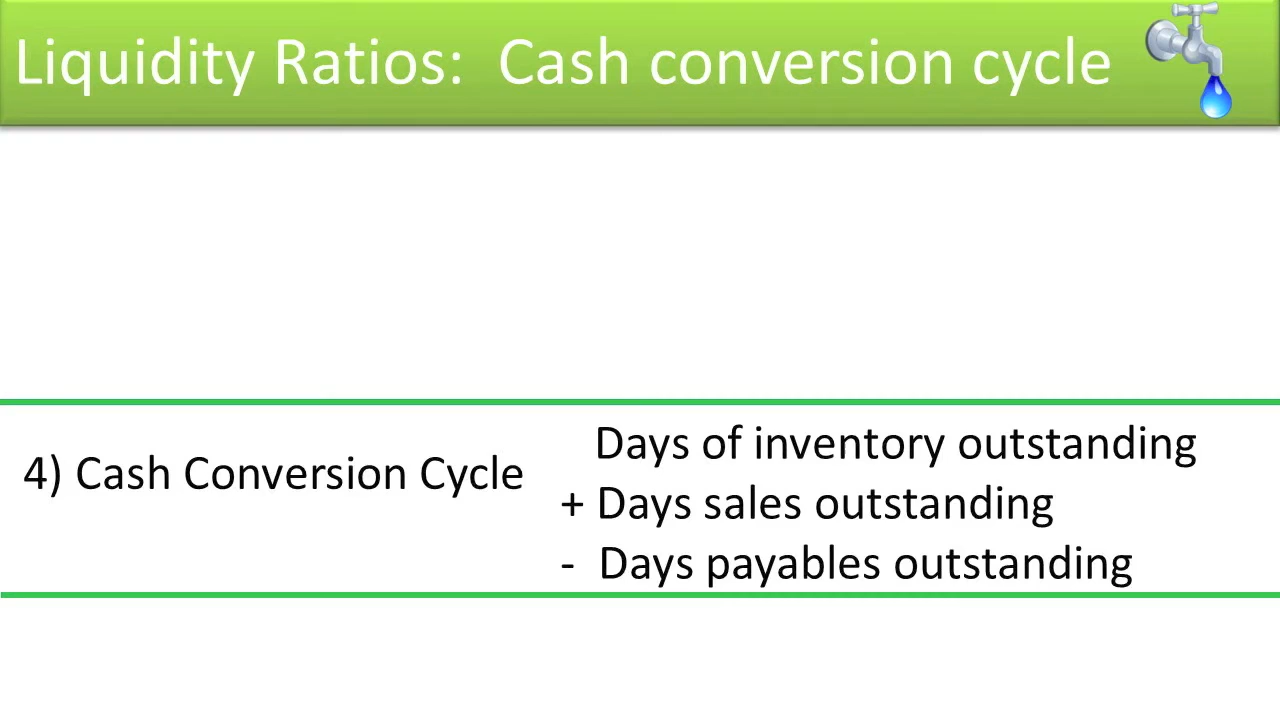 Liquidity Ratios:  Cash conversion cycle
4) Cash Conversion Cycle
Days of inventory outstanding
+ Days sales outstanding
-  Days payables outstanding